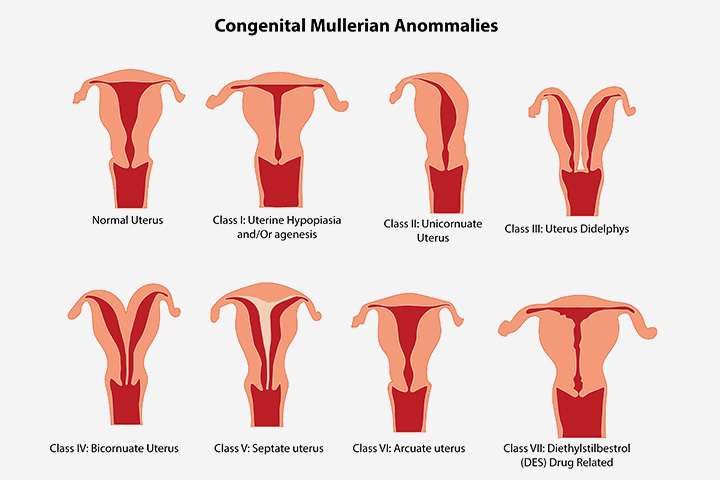 Congenital Mullerian Anommalies
Normal Uterus
Class I: Uterine Hypopiasia
and/Or agenesis
Class II: Unicornuate
Uterus
Class III: Uterus Didelphys
Class IV: Bicornuate Uterus
Class V: Septate uterus
Class VI: Arcuate uterus
Class VII: Diethylstilbestrol
(DES) Drug Related